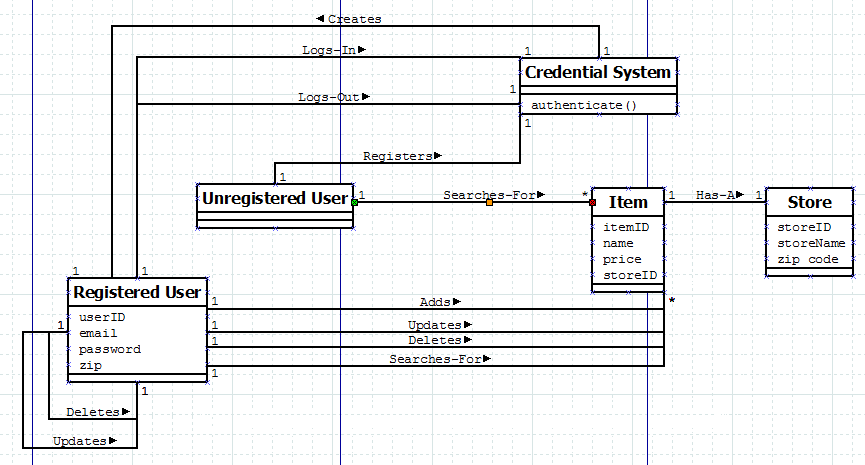 ◄ Creates
Logs-In ►
1
1
Credential System
Logs-Out ►
1
authenticate()
1
Registers ►
1
Unregistered User
1
Searches-For ►
*
Item
1
Has-A ►
1
Store
itemID
name
price
storeID
storeID
storeName
zip code
1
1
Registered User
userID
email
password
zip
1
1
Adds ►
*
1
Updates ►
1
Deletes ►
1
Searches-For ►
1
Deletes ►
Updates ►